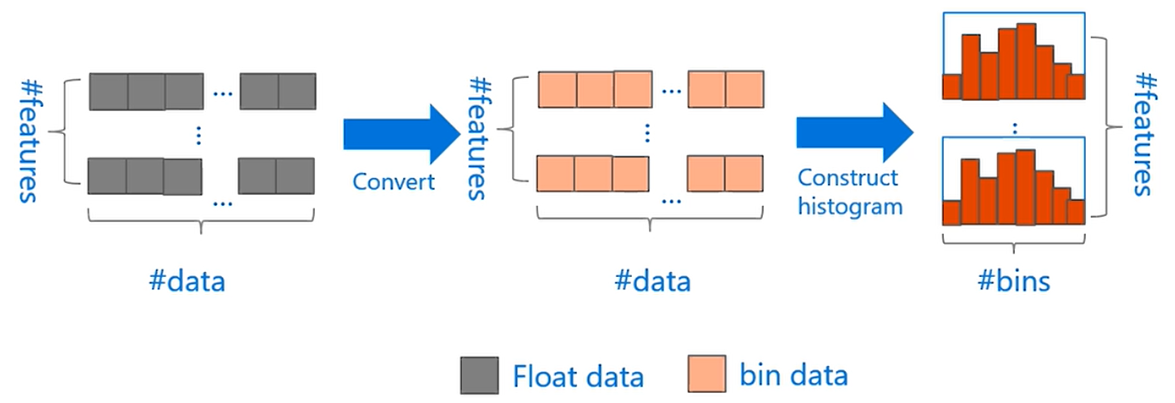 #features
...
...
...
#data
Convert
#features
...
...
...
#data
Construct
histogram
...
#features
#bins
Float data
bin data